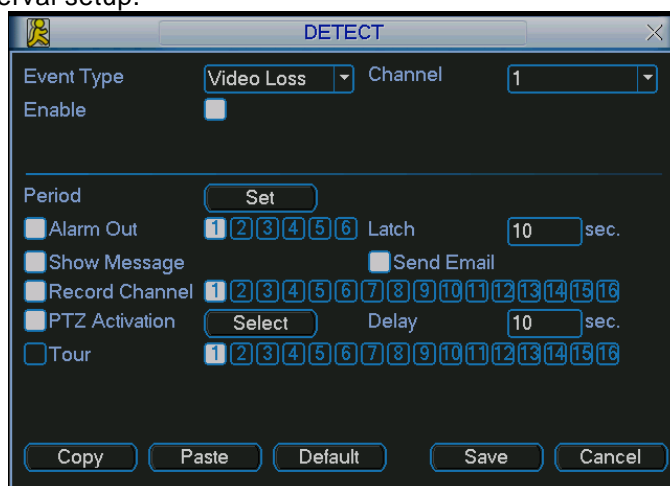 erval setup.
DETECT
Event Type Video Loss Channel 1
Enable
Period Set
Alarm Out 1 2 3 4 5 6 Latch 10 sec.
Show Message Send Email
Record Channel 1 2 3 4 5 6 7 8 9 10 11 12 13 14 15 16
PTZ Activation Select Delay 10 sec.
Tour 1 2 3 4 5 6 7 8 9 10 11 12 13 14 15 16
Copy Paste Default Save Cancel